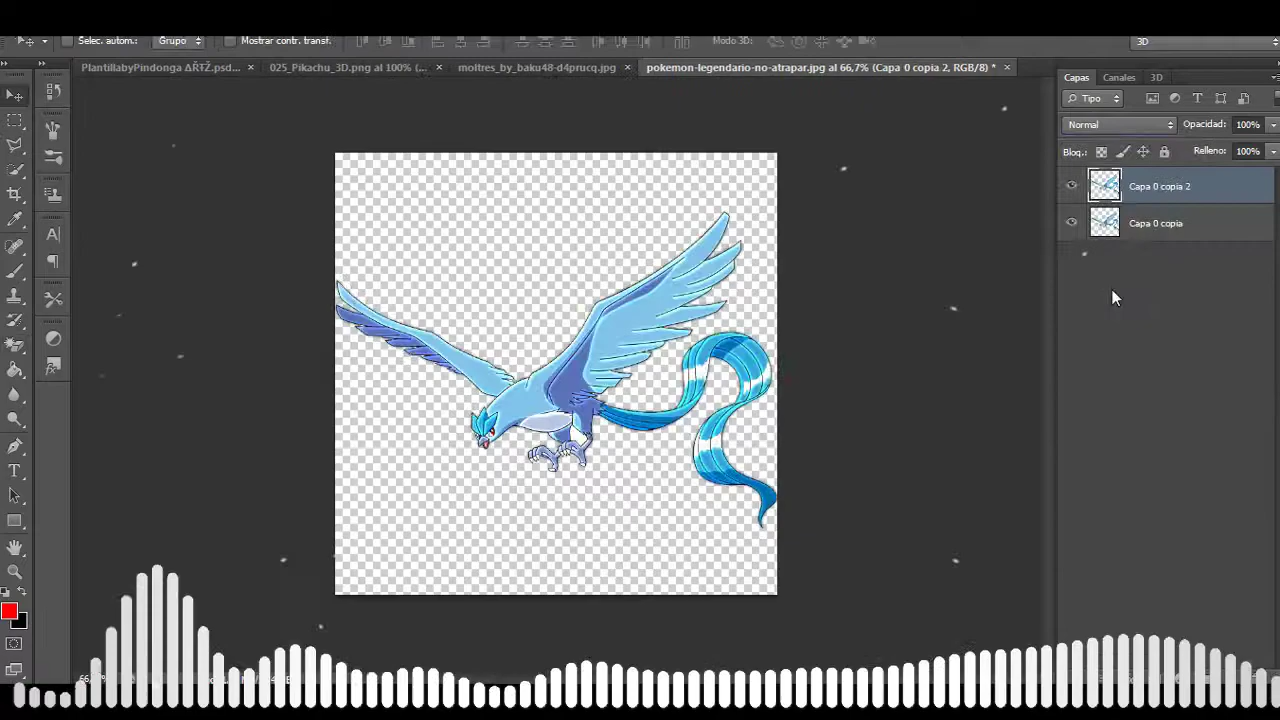 Selec. autom.: Grupo Mostrar contr. transf. Modo 3D: 3D
PlantillabyPindonga ΔŘTŽ.psd... × 025_Pikachu_3D.png al 100% (... × moltres_by_baku48-d4prucq.jpg × pokemon-legendario-no-atrapar.jpg al 66,7% (Capa 0 copia 2, RGB/8) * ×
Capas Canales 3D
Tipo
Normal Opacidad: 100%
Bloq.: Relleno: 100%
Capa 0 copia 2
Capa 0 copia